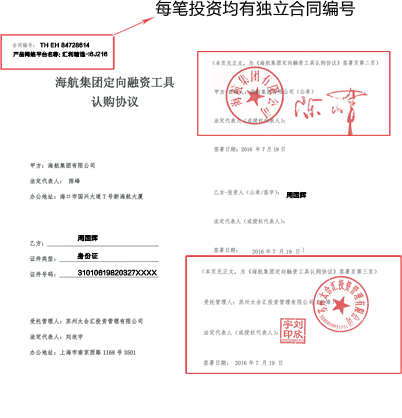 每笔投资均有独立合同编号
合同编号： TH EH 84728614
产品网络平台名称: 汇利精选-I6J216
海航集团定向融资工具
认购协议
甲方：海航集团有限公司
法定代表人： 陈峰
办公地址：海口市国兴大道 7 号新海航大厦
乙方： 周国辉
证件类型： 身份证
证件号码： 31010619820327XXXX
受托管理人：苏州太合汇投资管理有限公司
法定代表人：刘欣宇
办公地址：上海市南京西路 1168 号 3501
（本页无正文，为《海航集团定向融资工具认购协议》签署页第二页）
海航集团有限公司（公章）
陈峰
法定代表人（或授权代表人）：
签署日期：2016 年 7 月 19 日
乙方-投资人（公章/签字）： 周国辉
法定代表人（或授权代表人）：
签署日期： 2016 年 7 月 19 日
（本页无正文，为《海航集团定向融资工具认购协议》签署页第三页）
受托管理人：苏州太合汇投资管理有限公司
法定代表人（或授权代表人）：
刘欣宇印
签署日期： 2016 年 7 月 19 日